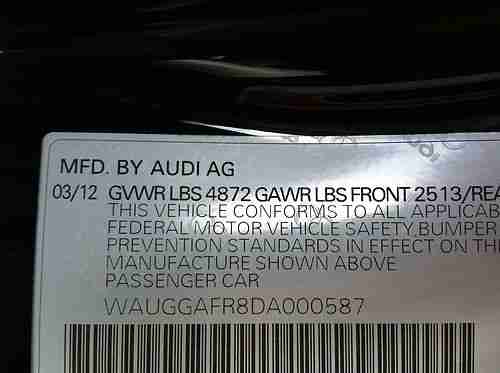 MFD. BY AUDI AG
03/12 GVWR LBS 4872 GAWR LBS FRONT 2513/REA
THIS VEHICLE CONFORMS TO ALL APPLICAB
FEDERAL MOTOR VEHICLE SAFETY, BUMPER
PREVENTION STANDARDS IN EFFECT ON TH
MANUFACTURE SHOWN ABOVE
PASSENGER CAR
WAUGGAFR8DA000587